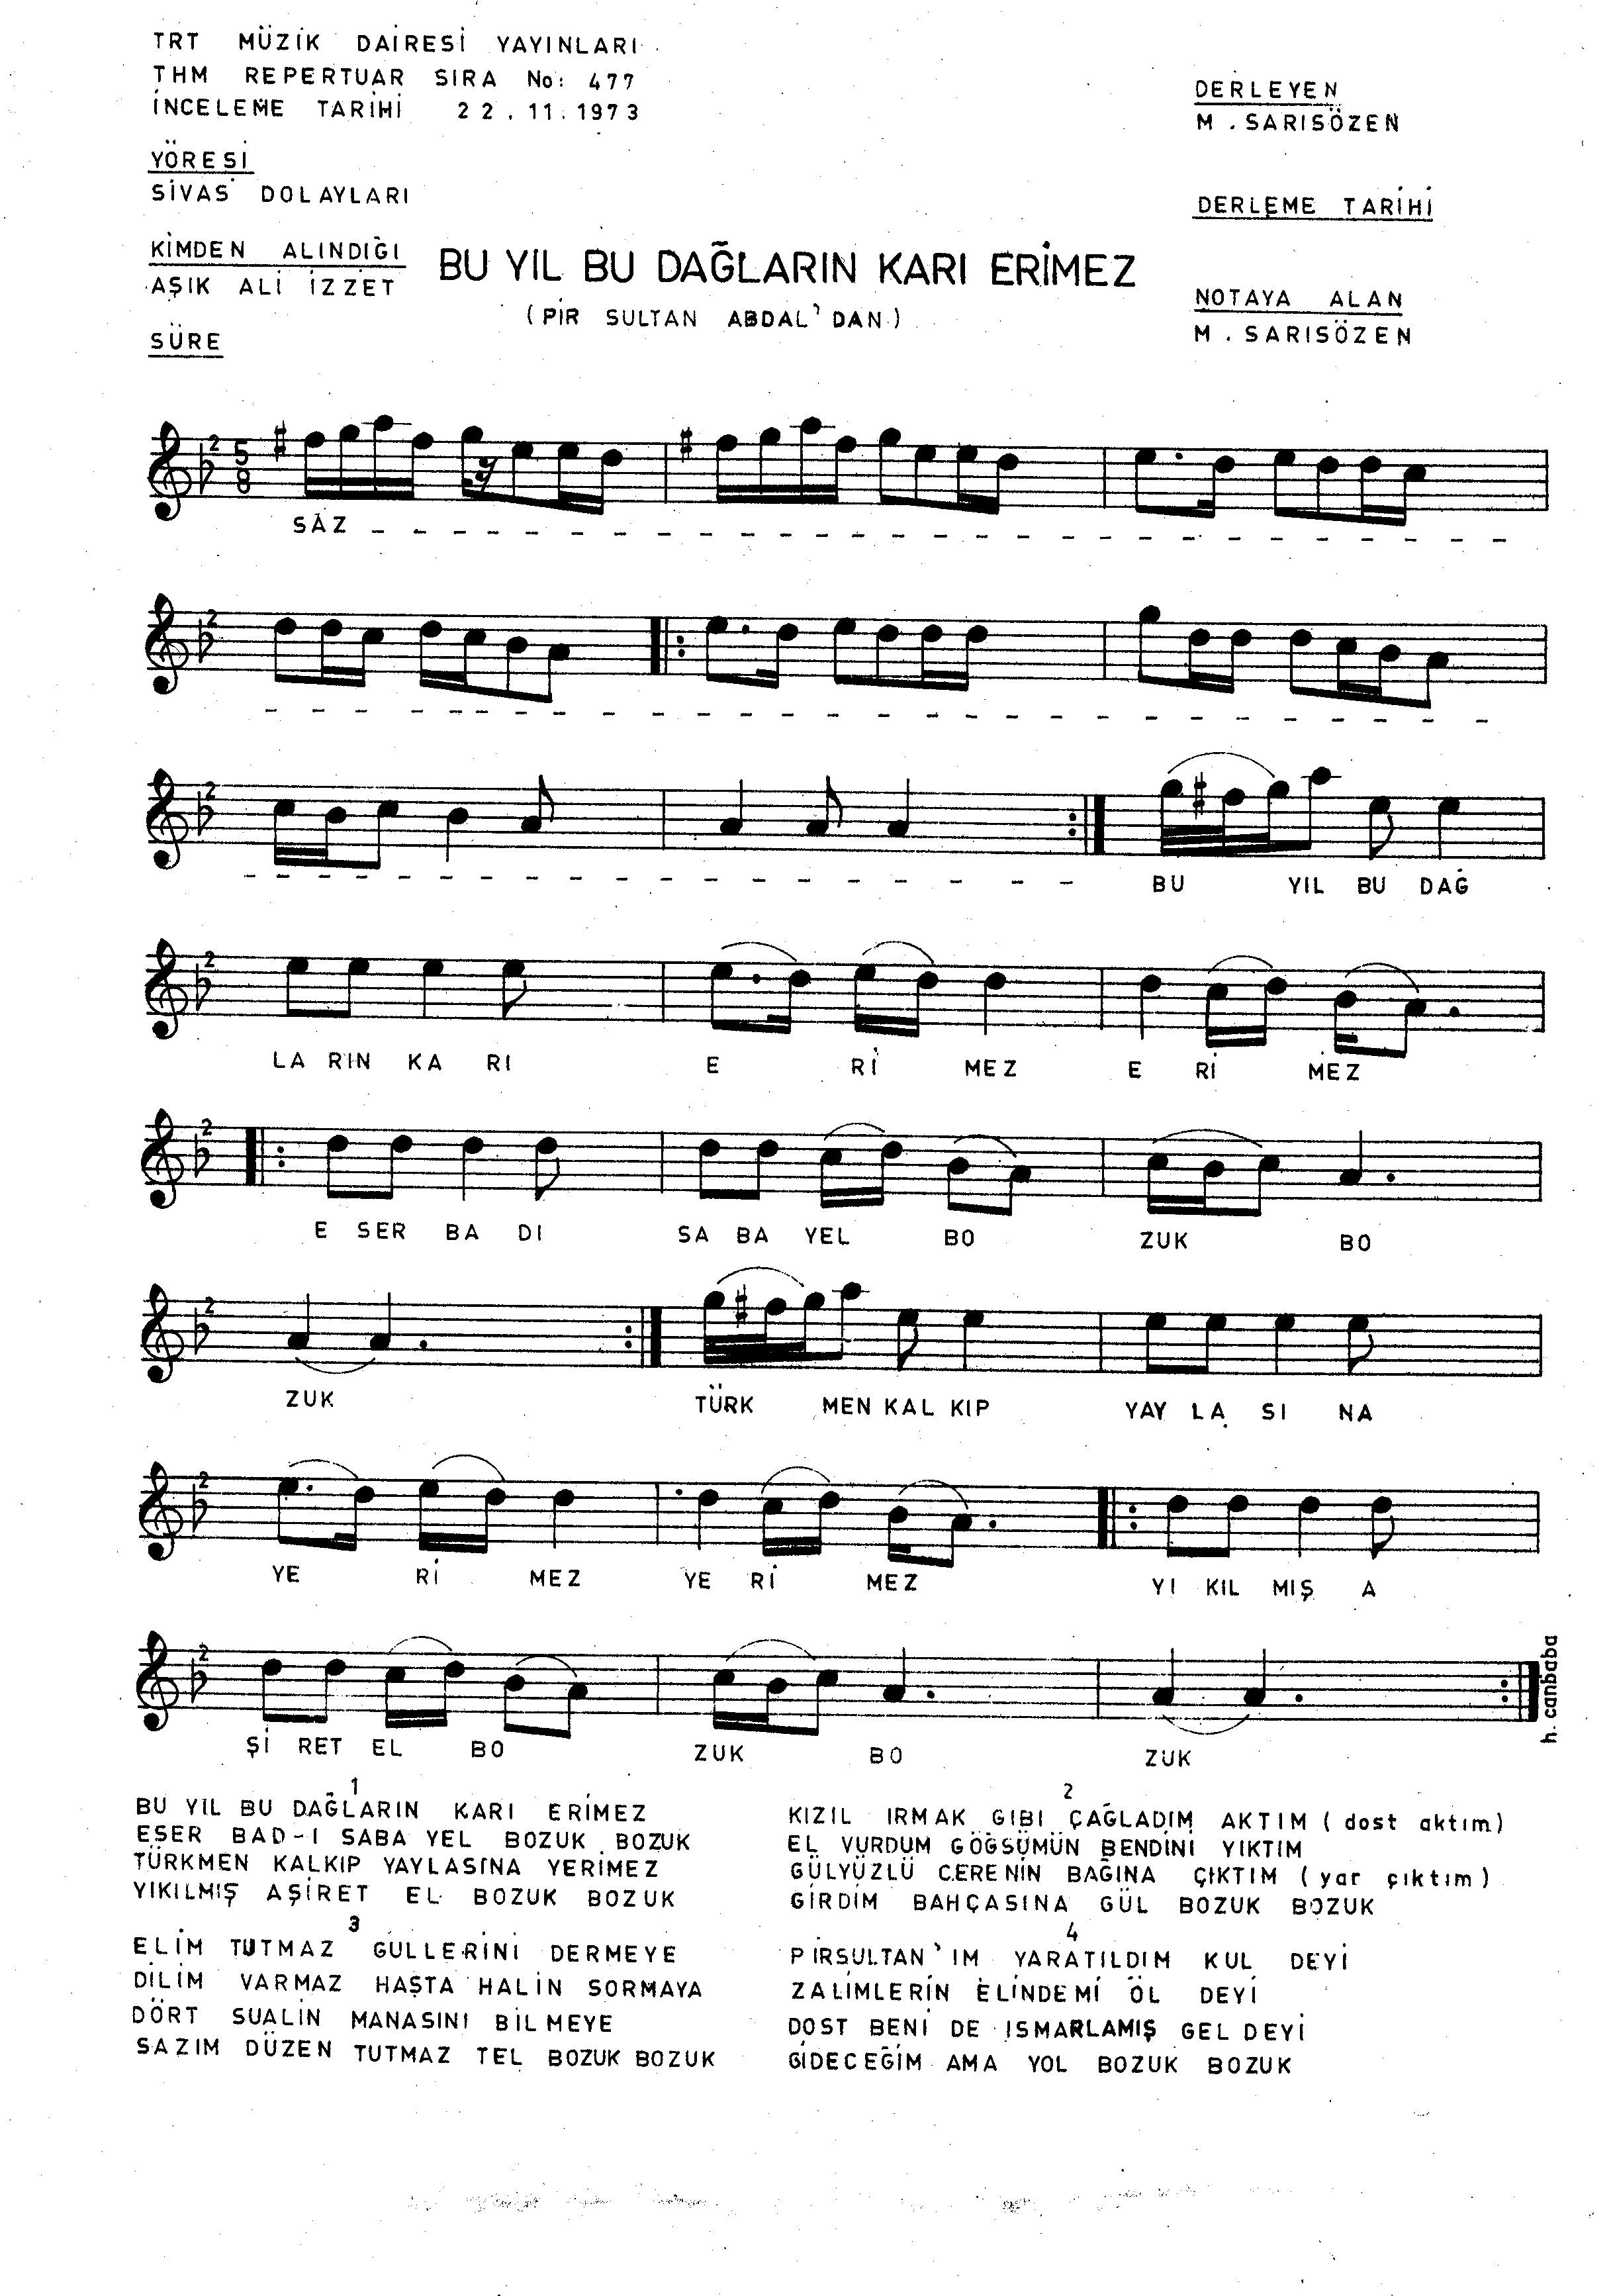 TRT MÜZİK DAİRESİ YAYINLARI
THM REPERTUAR SIRA No: 477
İNCELEME TARİHİ 22.11.1973
DERLEYEN
M.SARISÖZEN
YÖRESİ
SİVAS DOLAYLARI
DERLEME TARİHİ
KİMDEN ALINDIĞI
AŞIK ALİ İZZET
BU YIL BU DAĞLARIN KARI ERİMEZ
(PİR SULTAN ABDAL'DAN)
NOTAYA ALAN
M.SARISÖZEN
SÜRE
2 5 8
SAZ
2
2
BU YIL BU DAĞ
2
LA RIN KA RI E Rİ MEZ E Rİ MEZ
2
E SER BA DI SA BA YEL BO ZUK BO
2
ZUK TÜRK MEN KAL KIP YAY LA SI NA
2
YE Rİ MEZ YE Rİ MEZ YI KIL MIŞ A
2
Şİ RET EL BO ZUK BO ZUK
h. canbaba
1
BU YIL BU DAĞLARIN KARI ERİMEZ
ESER BAD-I SABA YEL BOZUK BOZUK
TÜRKMEN KALKIP YAYLASINA YERİMEZ
YIKILMIŞ AŞİRET EL BOZUK BOZUK
2
KIZIL IRMAK GIBI ÇAĞLADIM AKTIM (dost aktım)
EL VURDUM GÖĞSÜMÜN BENDİNİ YIKTIM
GÜLYÜZLÜ CERENİN BAĞINA ÇIKTIM (yar çıktım)
GİRDİM BAHÇASINA GÜL BOZUK BOZUK
3
ELİM TUTMAZ GÜLLERİNİ DERMEYE
DİLİM VARMAZ HASTA HALİN SORMAYA
DÖRT SUALİN MANASINI BİLMEYE
SAZIM DÜZEN TUTMAZ TEL BOZUK BOZUK
4
PİRSULTAN'IM YARATILDIM KUL DEYİ
ZALİMLERİN ELİNDEMİ ÖL DEYİ
DOST BENİ DE ISMARLAMIŞ GEL DEYİ
GİDECEĞİM AMA YOL BOZUK BOZUK